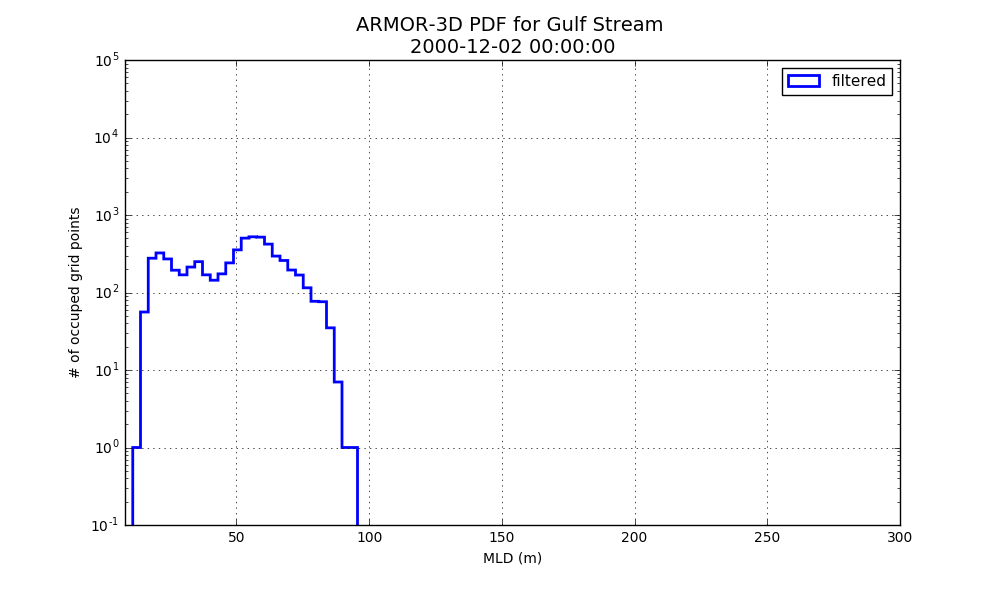 ARMOR-3D PDF for Gulf Stream
2000-12-02 00:00:00
filtered
# of occuped grid points
10^5
10^4
10^3
10^2
10^1
10^0
10^-1
50 100 150 200 250 300
MLD (m)